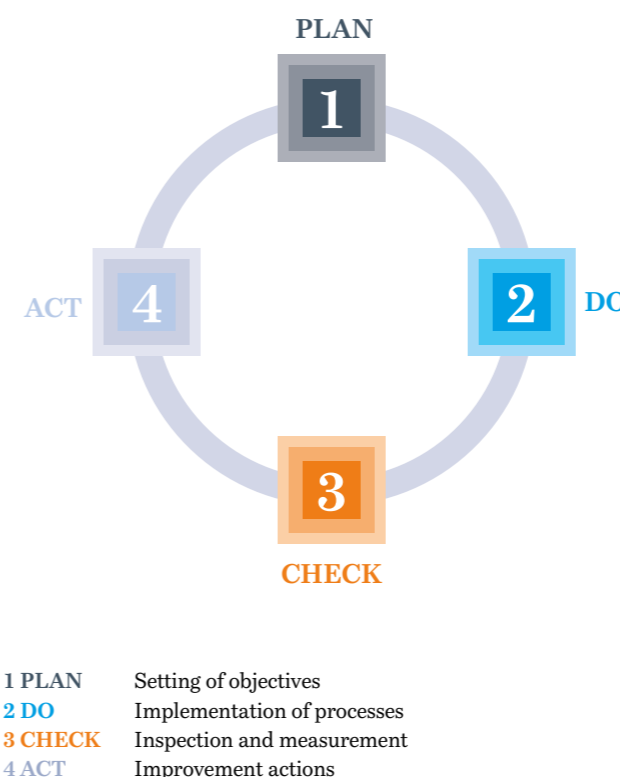 PLAN
1
ACT
4
2
DO
3
CHECK
1 PLAN Setting of objectives
2 DO Implementation of processes
3 CHECK Inspection and measurement
4 ACT Improvement actions